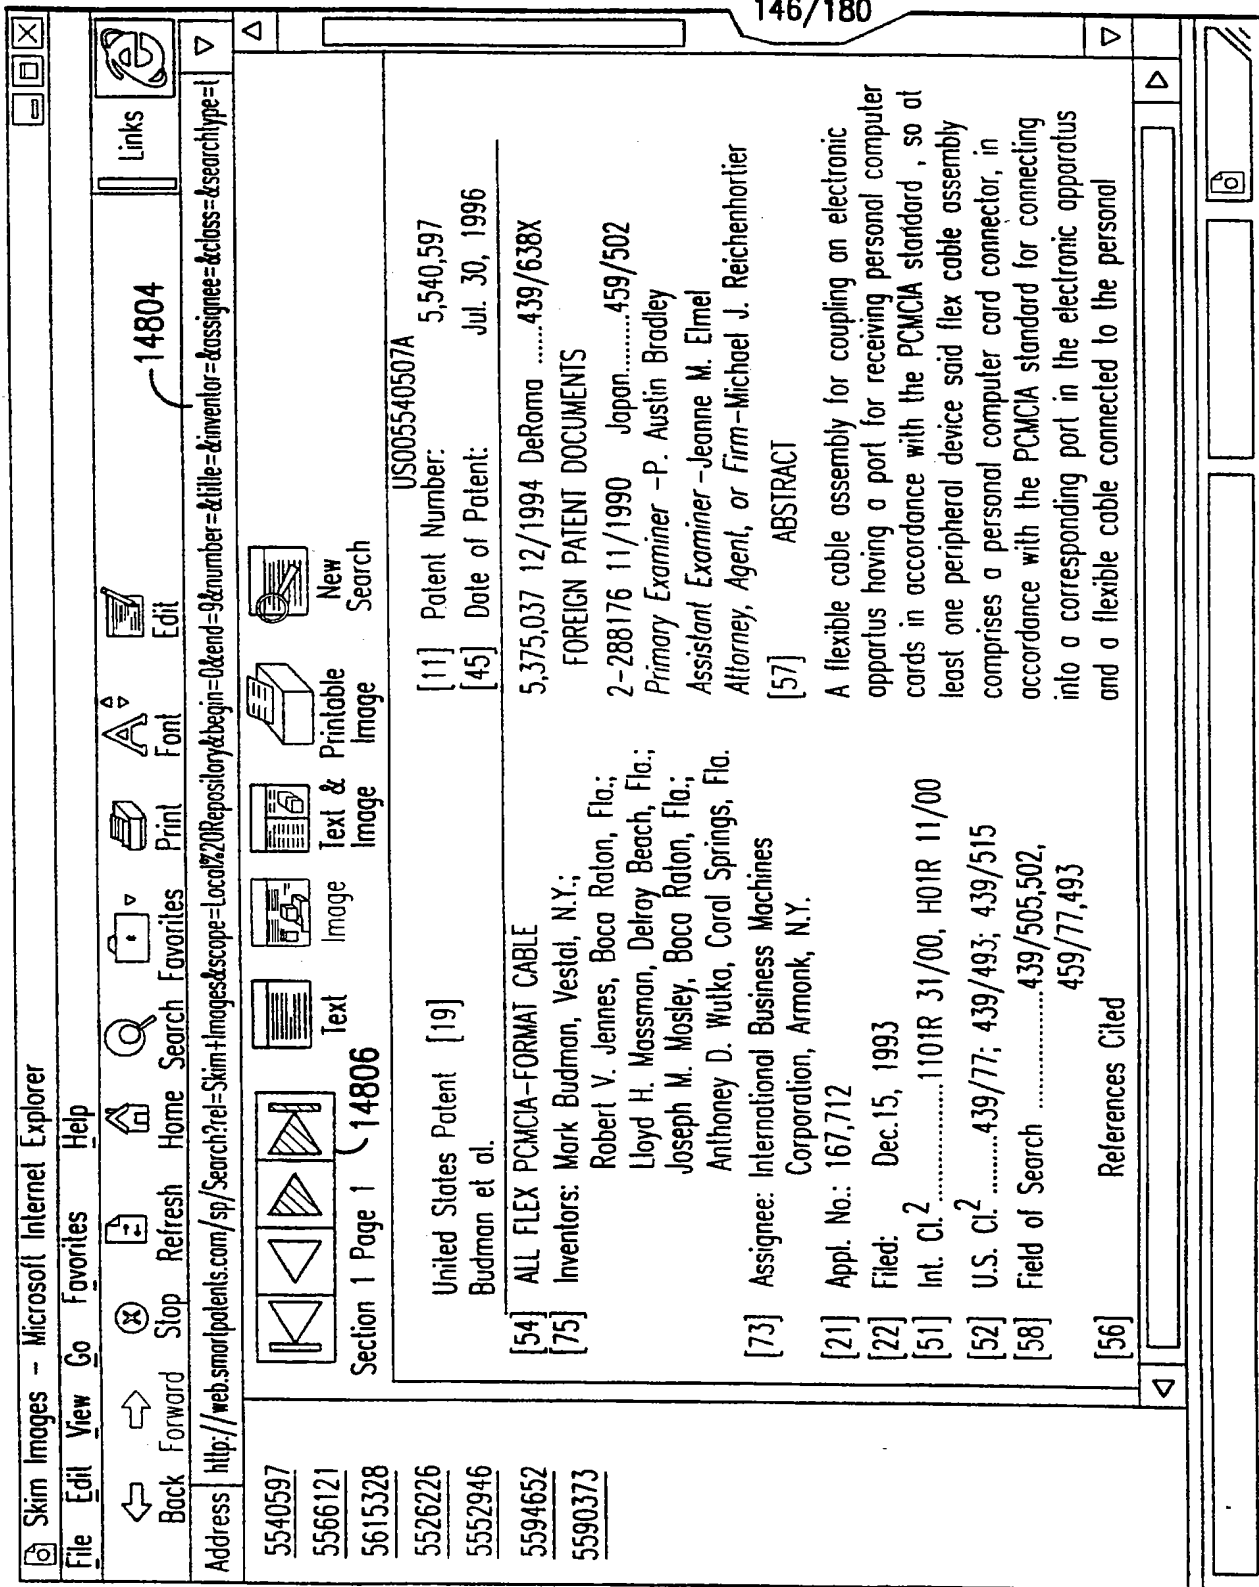 146/180
Skim Images - Microsoft Internet Explorer
File Edit View Go Favorites Help
Back Forward Stop Refresh Home Search Favorites Print Font Edit
Links
14804
Address http://web.smartpatents.com/sp/Search?rel=Skim+Images&scope=Local%20Repository&begin=0&end=9&number=&title=&inventor=&assignee=&class=&searchtype=
5540597
5566121
5615328
5526226
5552946
5594652
5590373
Section 1 Page 1
14806
Text
Image
Text & Image
Printable Image
New Search
United States Patent [19]
Budman et al.
US005540507A
[11] Patent Number: 5,540,597
[45] Date of Patent: Jul. 30, 1996
[54] ALL FLEX PCMCIA-FORMAT CABLE
[75] Inventors: Mark Budman, Vestal, N.Y.;
Robert V. Jennes, Boca Raton, Fla.;
Lloyd H. Massman, Delray Beach, Fla.;
Joseph M. Mosley, Boca Raton, Fla.;
Anthoney D. Wutka, Coral Springs, Fla.
[73] Assignee: International Business Machines
Corporation, Armonk, N.Y.
[21] Appl. No.: 167,712
[22] Filed: Dec.15, 1993
[51] Int. Cl.2 ..............1101R 31/00, H01R 11/00
[52] U.S. Cl.2 ........439/77; 439/493; 439/515
[58] Field of Search ..............439/505,502,
459/77,493
[56] References Cited
5,375,037 12/1994 DeRoma ......439/638X
FOREIGN PATENT DOCUMENTS
2-288176 11/1990 Japan.........459/502
Primary Examiner -P. Austin Bradley
Assistant Examiner -Jeanne M. Elmel
Attorney, Agent, or Firm-Michael J. Reichenhortier
[57] ABSTRACT
A flexible cable assembly for coupling an electronic
appartus having a port for receiving personal computer
cards in accordance with the PCMCIA standard , so at
least one peripheral device said flex cable assembly
comprises a personal computer card connector, in
accordance with the PCMCIA standard for connecting
into a corresponding port in the electronic apparatus
and a flexible cable connected to the personal